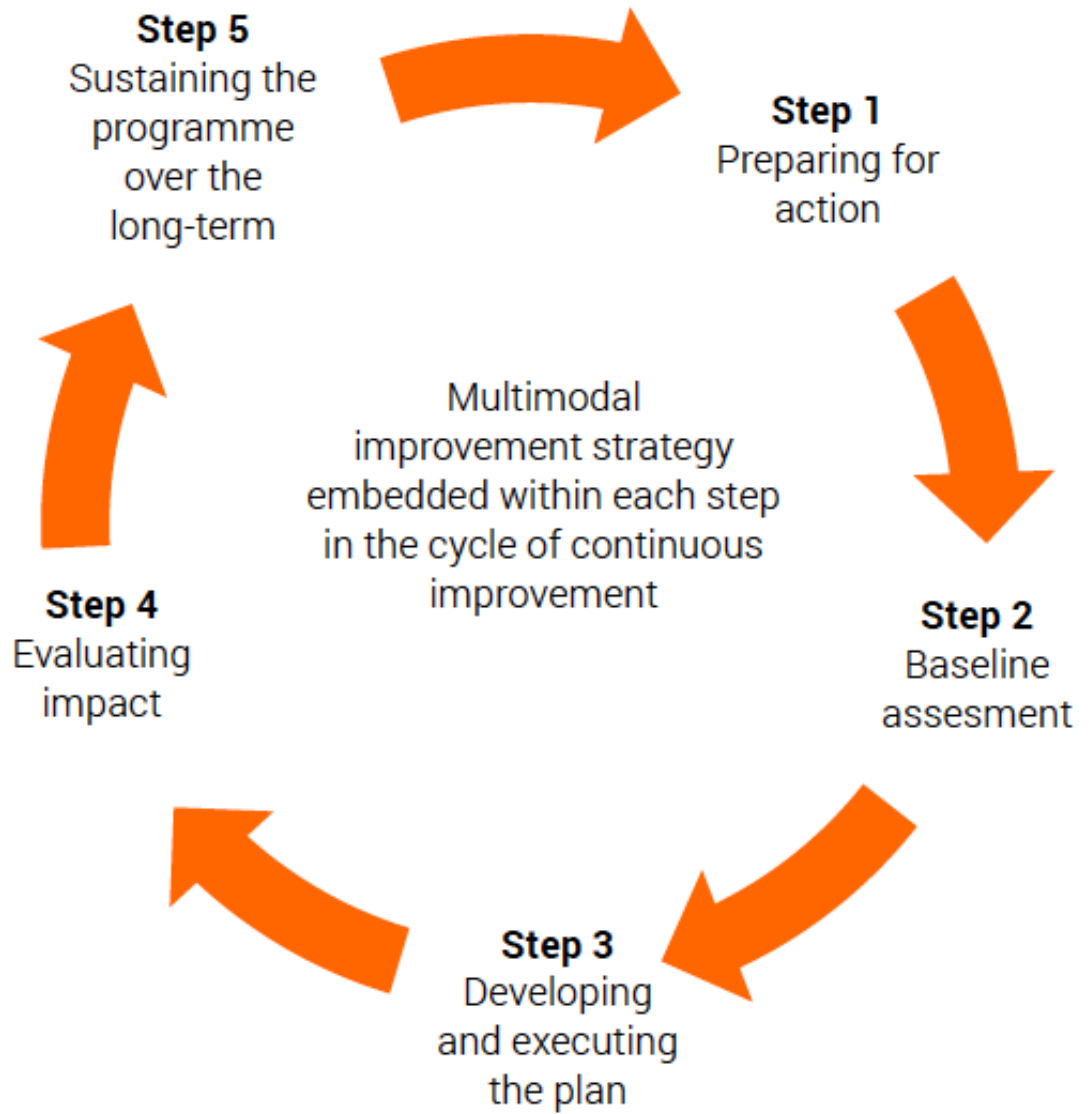 Step 1
Preparing for
action
Step 2
Baseline
assesment
Step 3
Developing
and executing
the plan
Step 4
Evaluating
impact
Step 5
Sustaining the
programme
over the
long-term
Multimodal
improvement strategy
embedded within each step
in the cycle of continuous
improvement